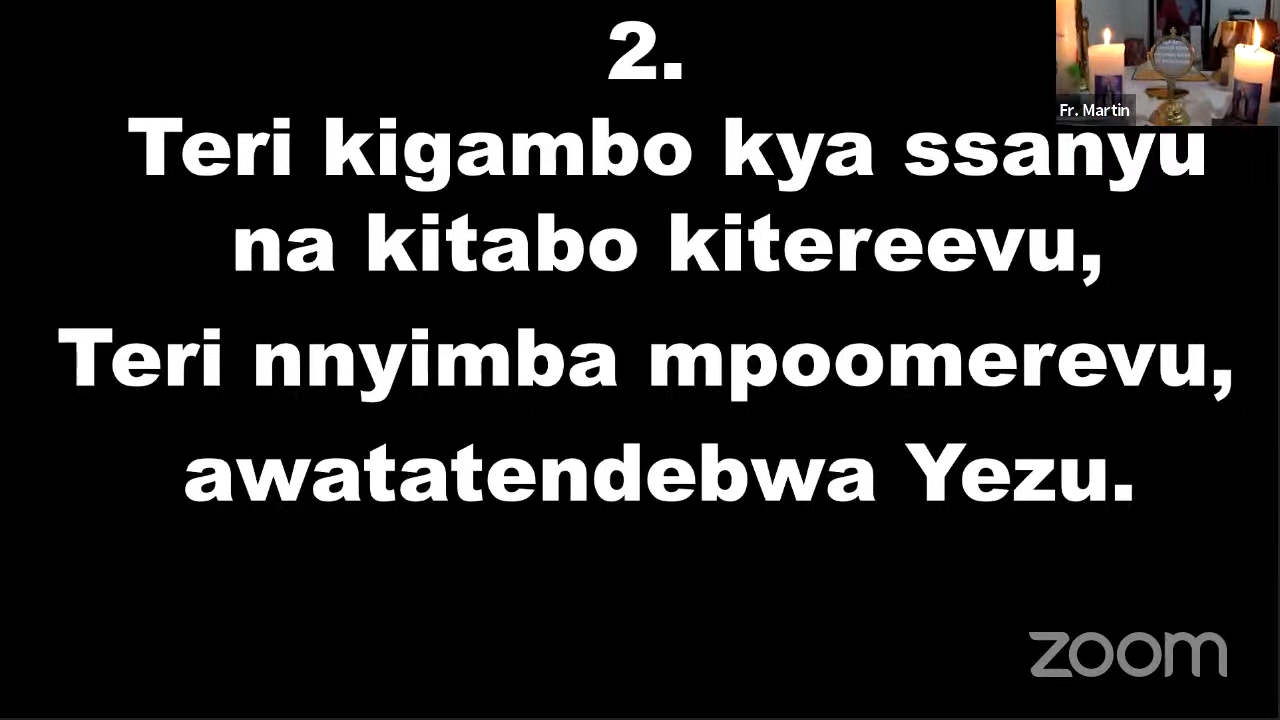 2.
Fr. Martin
Teri kigambo kya ssanyu
na kitabo kitereevu,
Teri nnyimba mpoomerevu,
awatatendebwa Yezu.
zoom